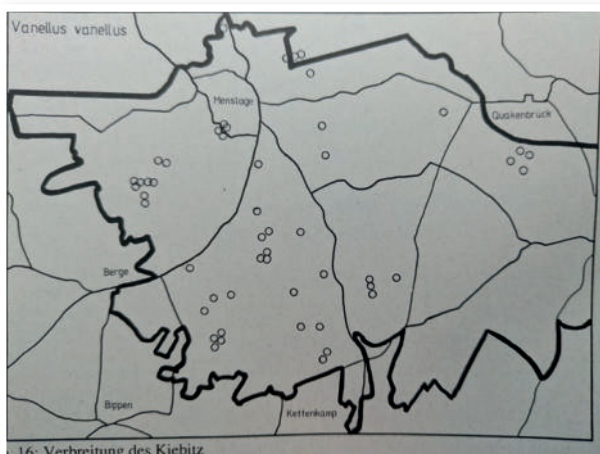 Vanellus vanellus
Menslage
Quakenbrück
Berge
Bippen
Kettenkamp
16: Verbreitung des Kiebitz